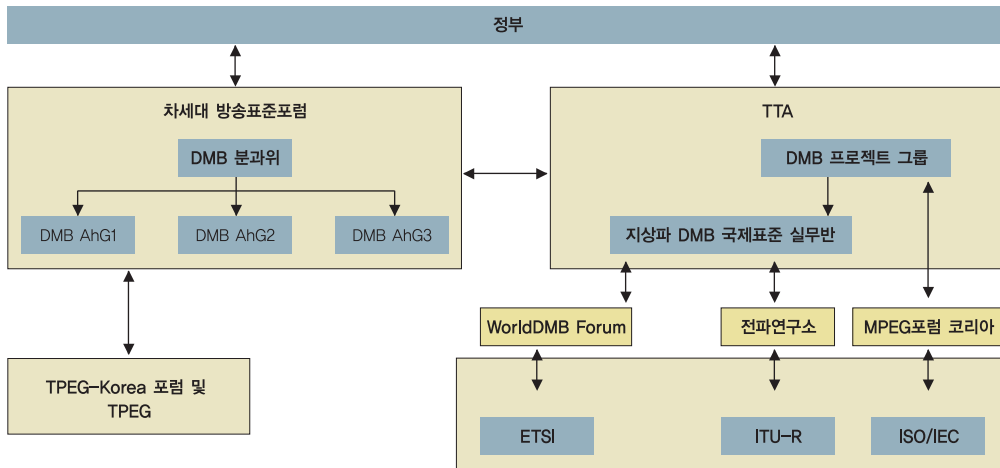 정부
차세대 방송표준포럼
DMB 분과위
DMB AhG1
DMB AhG2
DMB AhG3
TTA
DMB 프로젝트 그룹
지상파 DMB 국제표준 실무반
WorldDMB Forum
전파연구소
MPEG포럼 코리아
TPEG-Korea 포럼 및
TPEG
ETSI
ITU-R
ISO/IEC